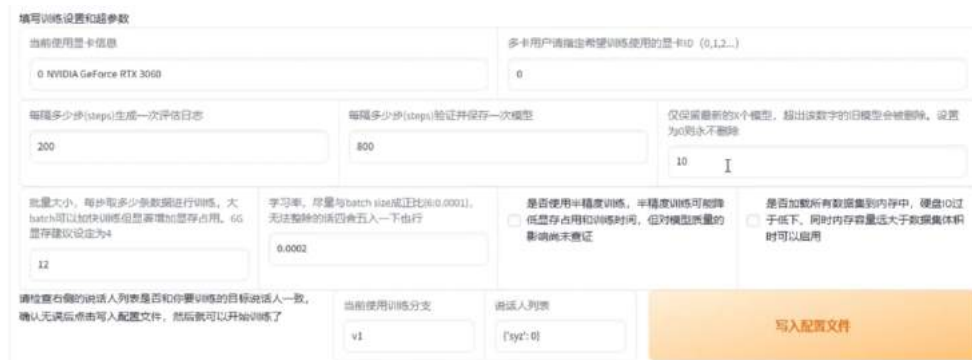 填写训练设置和超参数
当前使用显卡信息
多卡用户请指定希望训练使用的显卡ID（0,1,2...）
0 NVIDIA GeForce RTX 3060
0
每隔多少步(steps)生成一次评估日志
每隔多少步(steps)验证并保存一次模型
仅保留最新的X个模型，超出该数字的旧模型会被删除。设置
为0则永不删除
200
800
10
批量大小，每步取多少条数据进行训练，大
batch可以加快训练但显著增加显存占用。6G
显存建议设定为4
12
学习率，尽量与batch size成正比(6:0.0001)，
无法整除的话四舍五入一下也行
0.0002
是否使用半精度训练，半精度训练可能降
低显存占用和训练时间，但对模型质量的
影响尚未查证
是否加载所有数据集到内存中，硬盘IO过
于低下、同时内存容量远大于数据集体积
时可以启用
请检查右侧的说话人列表是否和你要训练的目标说话人一致，
确认无误后点击写入配置文件，然后就可以开始训练了
当前使用训练分支
v1
说话人列表
{'syz': 0}
写入配置文件